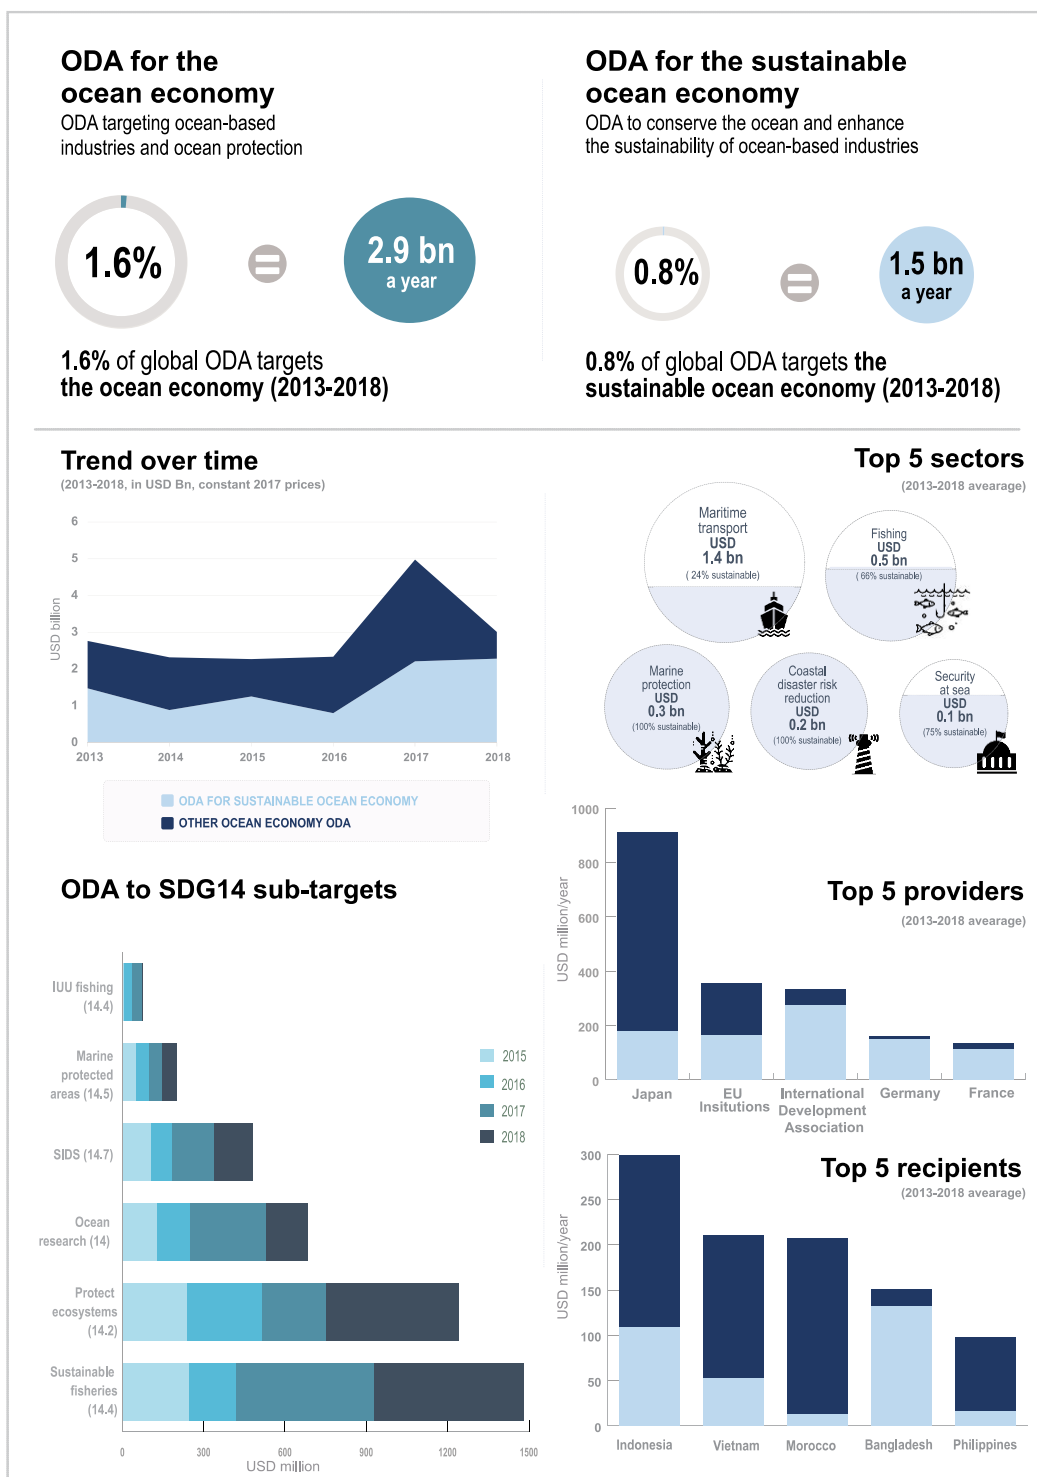 ODA for the
ocean economy
ODA targeting ocean-based
industries and ocean protection
1.6%
=
2.9 bn
a year
1.6% of global ODA targets
the ocean economy (2013-2018)
ODA for the sustainable
ocean economy
ODA to conserve the ocean and enhance
the sustainability of ocean-based industries
0.8%
=
1.5 bn
a year
0.8% of global ODA targets the
sustainable ocean economy (2013-2018)
Trend over time
(2013-2018, in USD Bn, constant 2017 prices)
USD billion
6
5
4
3
2
1
0
2013
2014
2015
2016
2017
2018
ODA FOR SUSTAINABLE OCEAN ECONOMY
OTHER OCEAN ECONOMY ODA
Top 5 sectors
(2013-2018 avearage)
Maritime
transport
USD
1.4 bn
( 24% sustainable)
Fishing
USD
0.5 bn
( 66% sustainable)
Marine
protection
USD
0.3 bn
(100% sustainable)
Coastal
disaster risk
reduction
USD
0.2 bn
(100% sustainable)
Security
at sea
USD
0.1 bn
(75% sustainable)
ODA to SDG14 sub-targets
IUU fishing
(14.4)
Marine
protected
areas (14.5)
SIDS (14.7)
Ocean
research (14)
Protect
ecosystems
(14.2)
Sustainable
fisheries
(14.4)
0
300
600
900
1200
1500
USD million
2015
2016
2017
2018
Top 5 providers
(2013-2018 avearage)
USD million/year
1000
800
600
400
200
0
Japan
EU
Insitutions
International
Development
Association
Germany
France
Top 5 recipients
(2013-2018 avearage)
USD million/year
300
250
200
150
100
50
0
Indonesia
Vietnam
Morocco
Bangladesh
Philippines